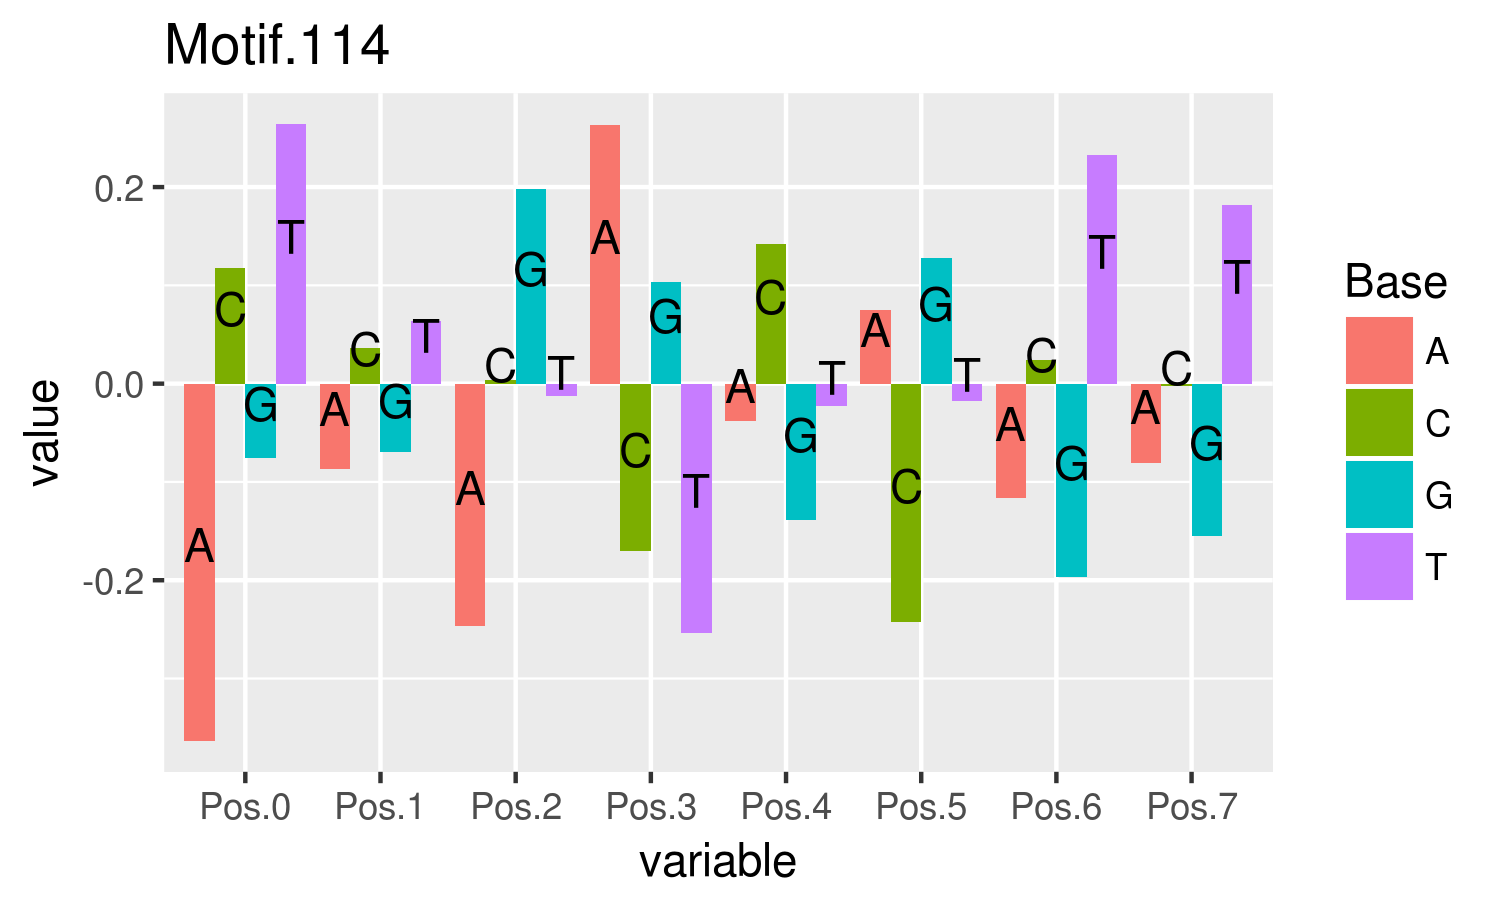 Motif.114
value
0.2
0.0
-0.2
A C G T
A C G T
A C G T
A C G T
A C G T
A C G T
A C G T
A C G T
Pos.0 Pos.1 Pos.2 Pos.3 Pos.4 Pos.5 Pos.6 Pos.7
variable
Base
A
C
G
T